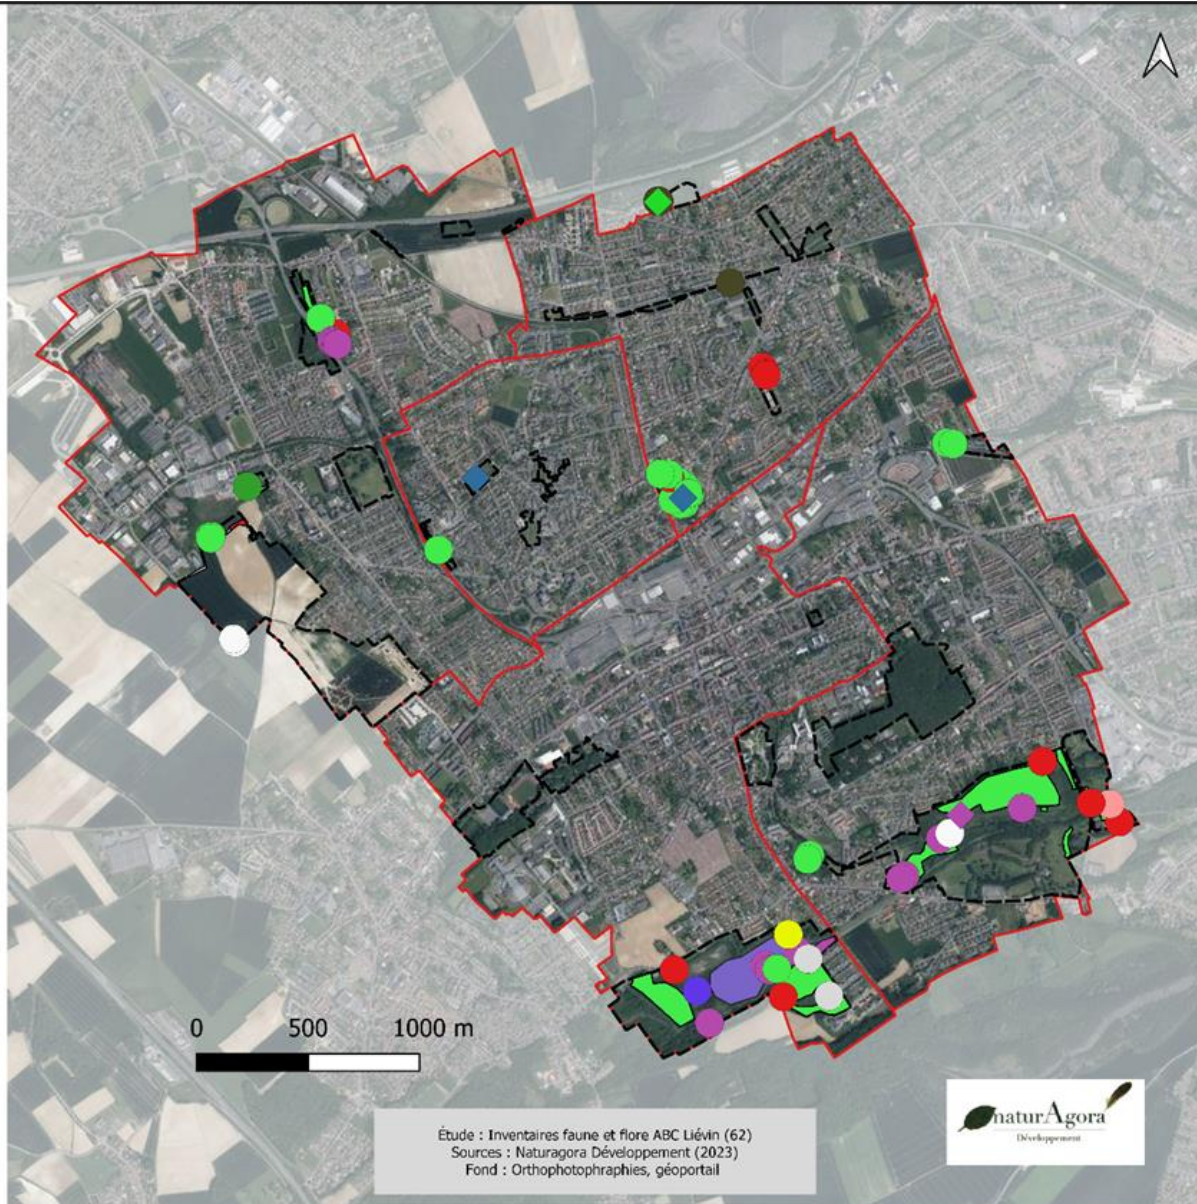 0 500 1000 m
Étude : Inventaires faune et flore ABC Liévin (62)
Sources : Naturagora Développement (2023)
Fond : Orthophotophraphies, géoportail
naturAgora
Développement